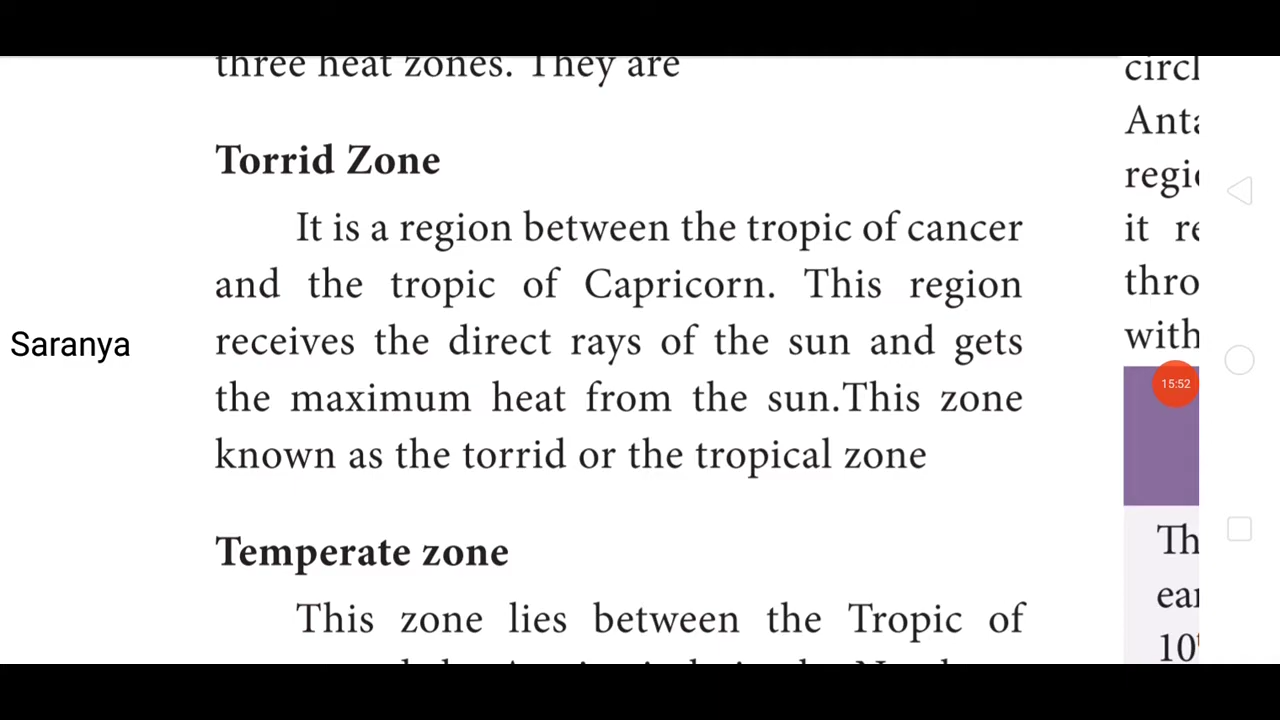 three heat zones. They are
Torrid Zone
It is a region between the tropic of cancer
and the tropic of Capricorn. This region
receives the direct rays of the sun and gets
the maximum heat from the sun.This zone
known as the torrid or the tropical zone
Temperate zone
This zone lies between the Tropic of
Saranya
it
with
15:52